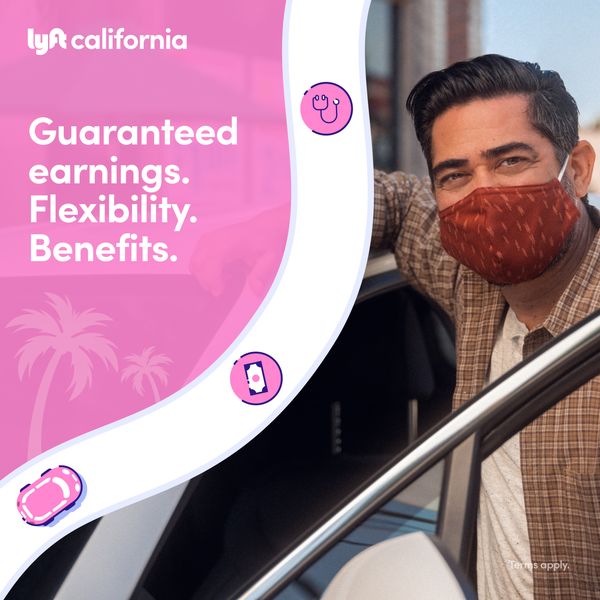 lyft california
Guaranteed
earnings.
Flexibility.
Benefits.
Terms apply.